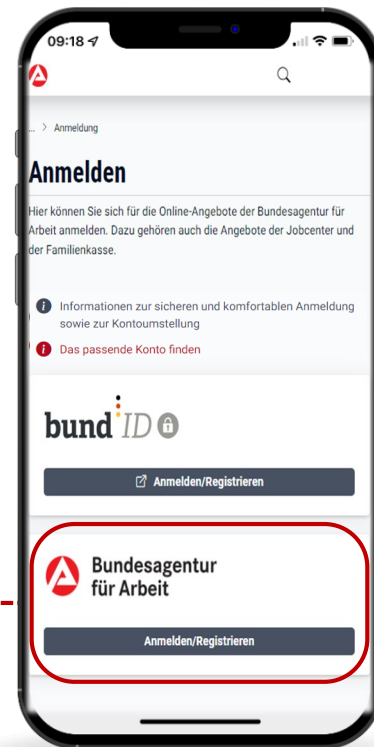 09:18
... > Anmeldung
Anmelden
Hier können Sie sich für die Online-Angebote der Bundesagentur für
Arbeit anmelden. Dazu gehören auch die Angebote der Jobcenter und
der Familienkasse.
Informationen zur sicheren und komfortablen Anmeldung
sowie zur Kontoumstellung
Das passende Konto finden
bundID
Anmelden/Registrieren
Bundesagentur
für Arbeit
Anmelden/Registrieren